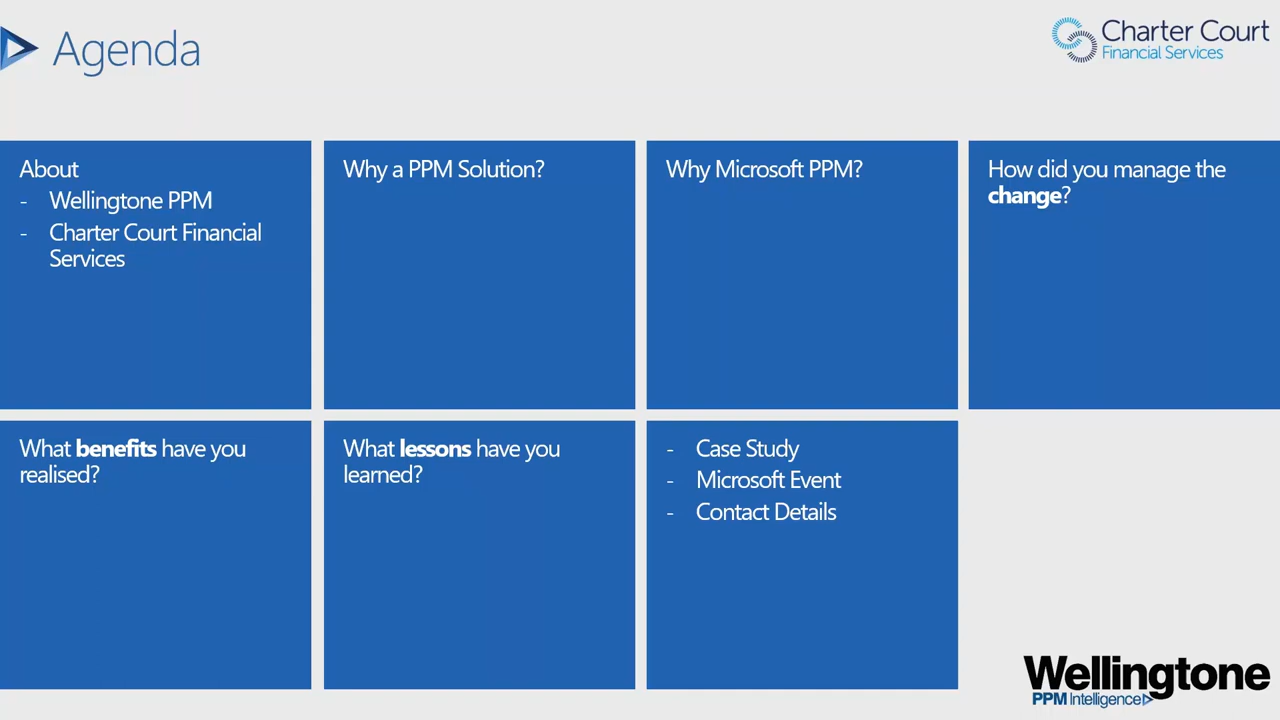 Agenda
Charter Court
Financial Services
About
- Wellingtone PPM
- Charter Court Financial
Services
Why a PPM Solution?
Why Microsoft PPM?
How did you manage the
change?
What benefits have you
realised?
What lessons have you
learned?
- Case Study
- Microsoft Event
- Contact Details
Wellingtone
PPM Intelligence